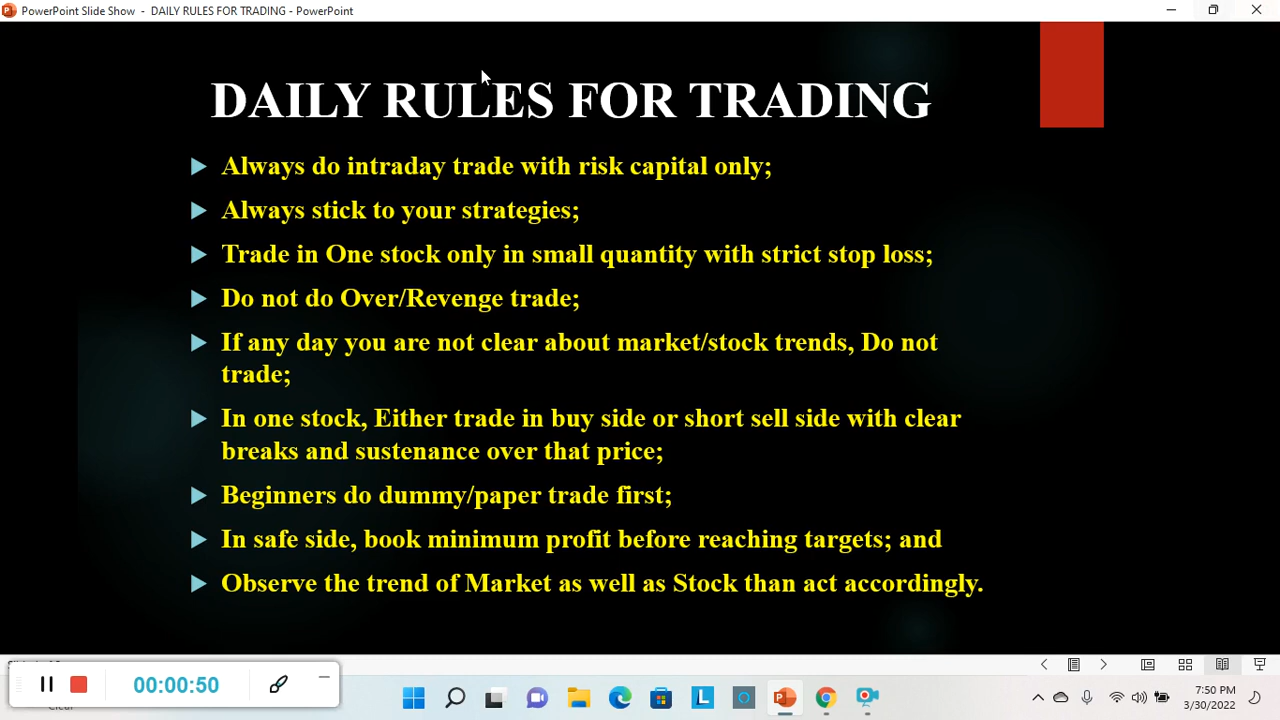 PowerPoint Slide Show - DAILY RULES FOR TRADING - PowerPoint
DAILY RULES FOR TRADING
Always do intraday trade with risk capital only;
Always stick to your strategies;
Trade in One stock only in small quantity with strict stop loss;
Do not do Over/Revenge trade;
If any day you are not clear about market/stock trends, Do not
trade;
In one stock, Either trade in buy side or short sell side with clear
breaks and sustenance over that price;
Beginners do dummy/paper trade first;
In safe side, book minimum profit before reaching targets; and
Observe the trend of Market as well as Stock than act accordingly.
00:00:50
Clear
L
7:50 PM
3/30/2022